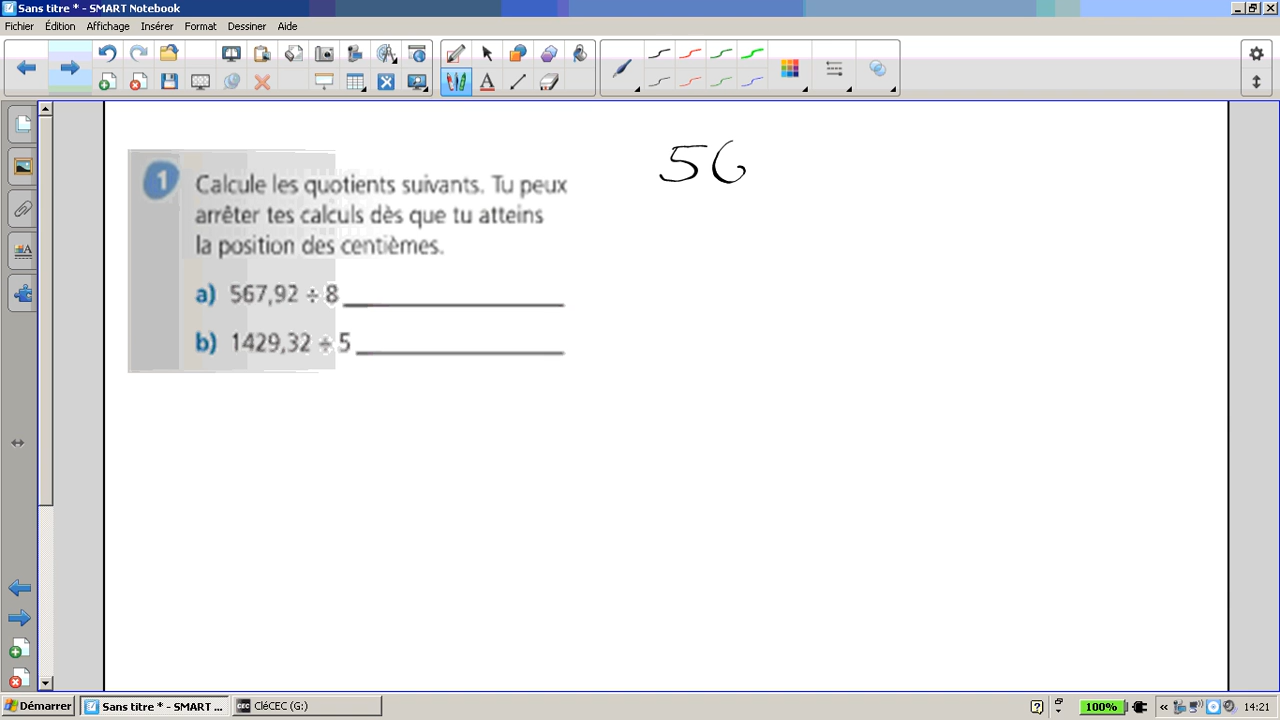 Sans titre * - SMART Notebook
Fichier Édition Affichage Insérer Format Dessiner Aide
56
1 Calcule les quotients suivants. Tu peux
arrêter tes calculs dès que tu atteins
la position des centièmes.
a) 567,92 ÷ 8
b) 1429,32 ÷ 5
Démarrer Sans titre * - SMART ... CléCEC (G:) 100% « 14:21